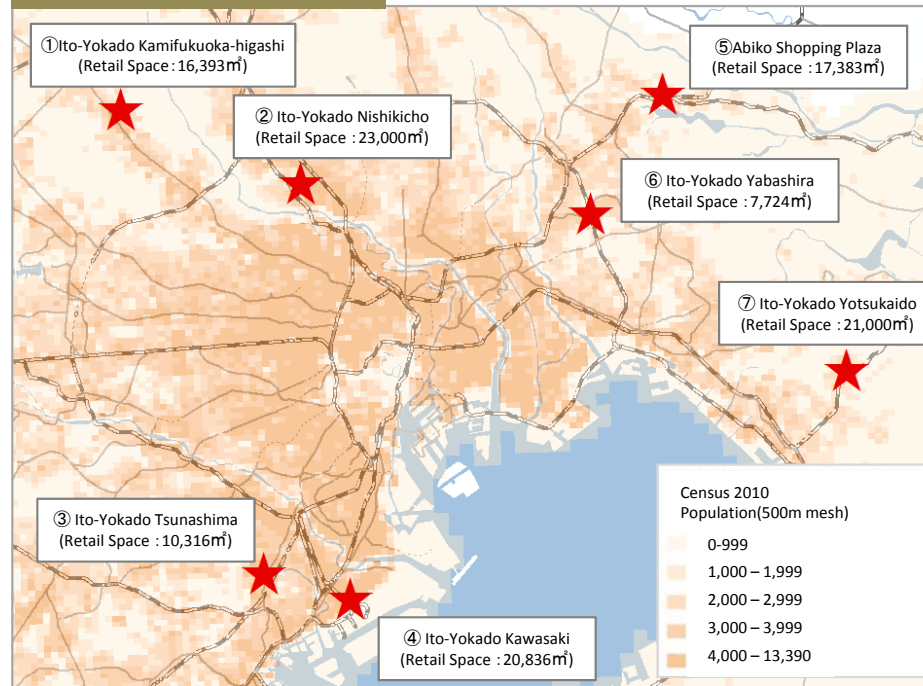 ①Ito-Yokado Kamifukuoka-higashi
(Retail Space:16,393㎡)
② Ito-Yokado Nishikicho
(Retail Space:23,000㎡)
⑤Abiko Shopping Plaza
(Retail Space:17,383㎡)
⑥ Ito-Yokado Yabashira
(Retail Space:7,724㎡)
⑦ Ito-Yokado Yotsukaido
(Retail Space:21,000㎡)
③ Ito-Yokado Tsunashima
(Retail Space:10,316㎡)
④ Ito-Yokado Kawasaki
(Retail Space:20,836㎡)
Census 2010
Population(500m mesh)
0-999
1,000 – 1,999
2,000 – 2,999
3,000 – 3,999
4,000 – 13,390